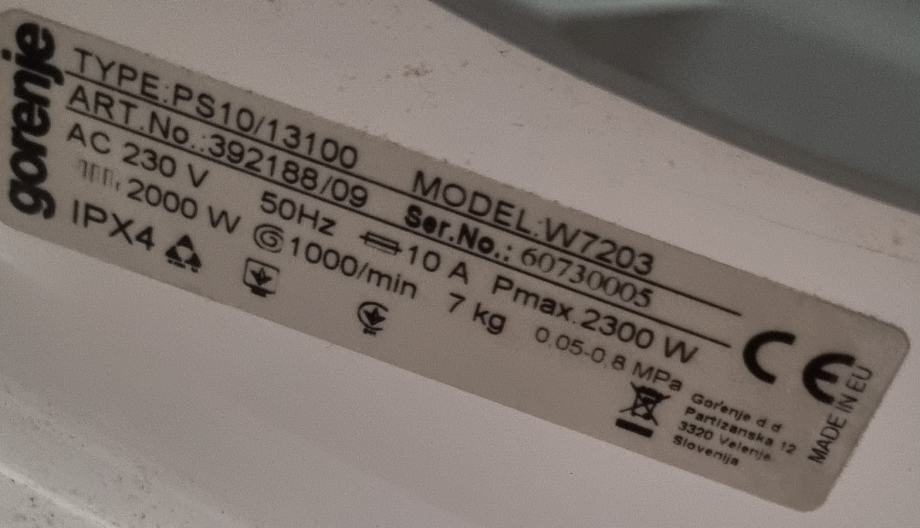 gorenje
TYPE:PS10/13100 MODEL:W7203
ART.No.:392188/09 Ser.No.: 60730005
AC 230 V 50Hz 10 A Pmax.2300 W
2000 W 1000/min 7 kg 0,05-0,8 MPa
IPX4
CE
MADE IN EU
Gorenje d.d
Partizanska 12
3320 Velenje
Slovenija